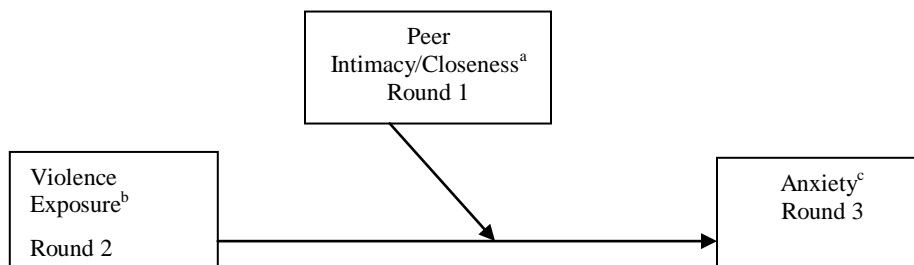 Peer
Intimacy/Closenessᵃ
Round 1
Violence
Exposureᵇ
Round 2
Anxietyᶜ
Round 3